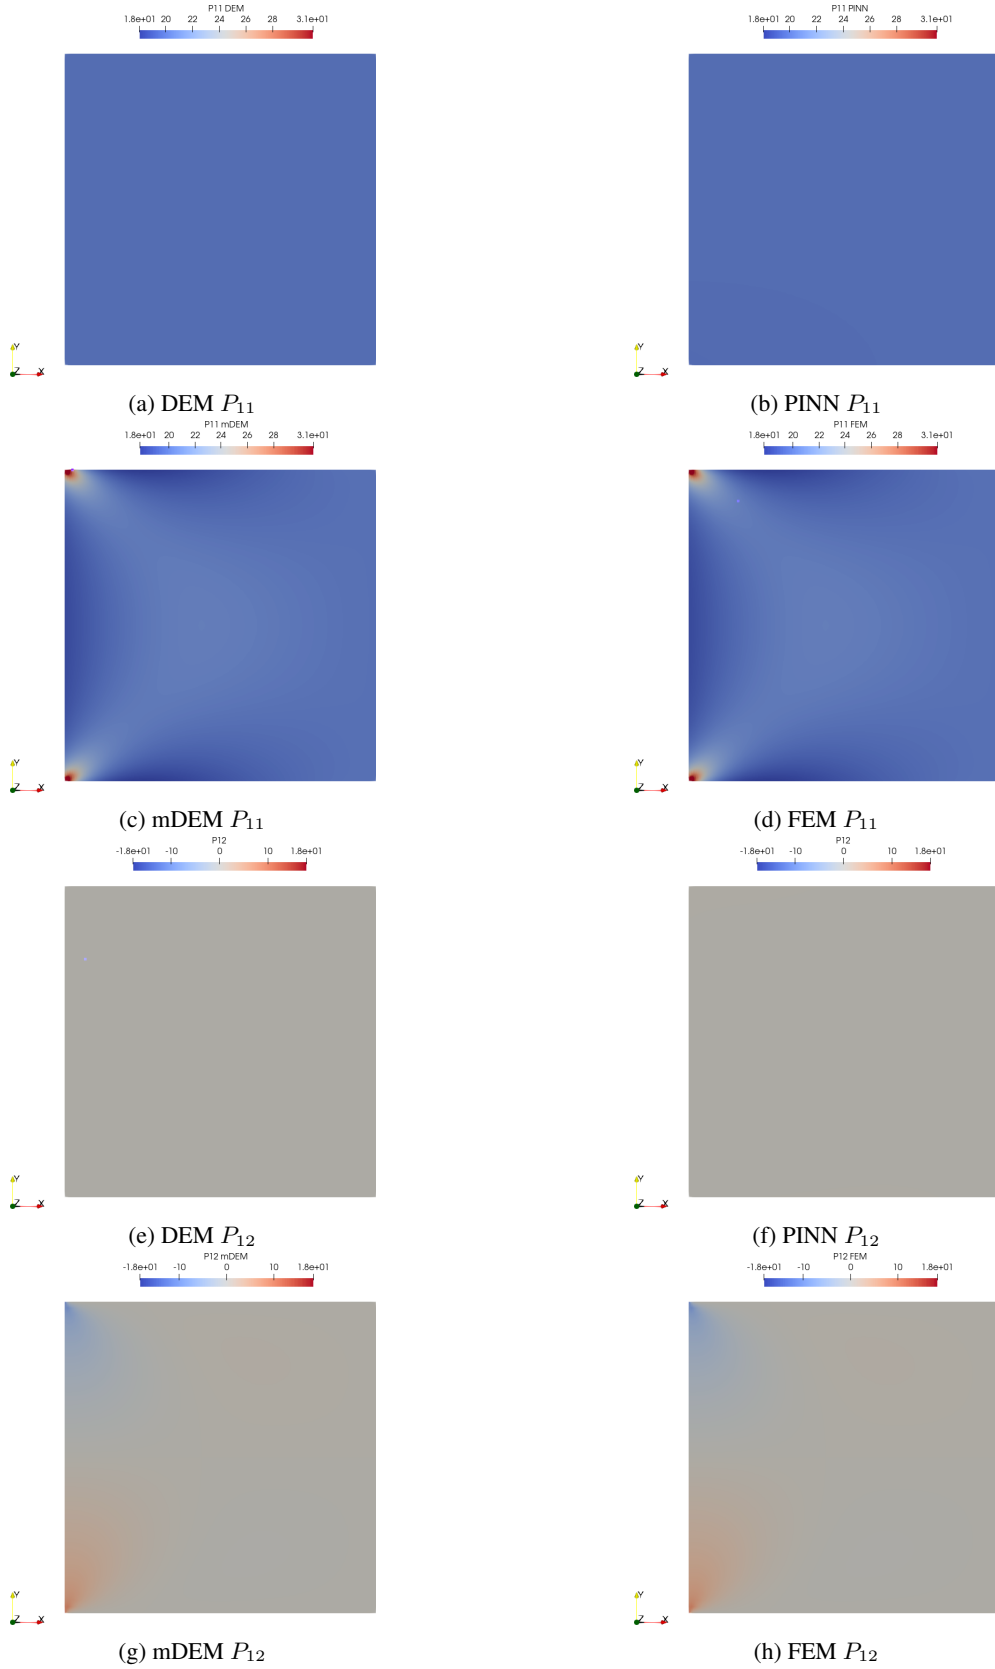 P11 DEM
1.8e+01 20 22 24 26 28 3.1e+01
Y
Z X
(a) DEM P11
P11 PINN
1.8e+01 20 22 24 26 28 3.1e+01
Y
Z X
(b) PINN P11
P11 mDEM
1.8e+01 20 22 24 26 28 3.1e+01
Y
Z X
(c) mDEM P11
P11 FEM
1.8e+01 20 22 24 26 28 3.1e+01
Y
Z X
(d) FEM P11
P12
-1.8e+01 -10 0 10 1.8e+01
Y
Z X
(e) DEM P12
P12
-1.8e+01 -10 0 10 1.8e+01
Y
Z X
(f) PINN P12
P12 mDEM
-1.8e+01 -10 0 10 1.8e+01
Y
Z X
(g) mDEM P12
P12 FEM
-1.8e+01 -10 0 10 1.8e+01
Y
Z X
(h) FEM P12